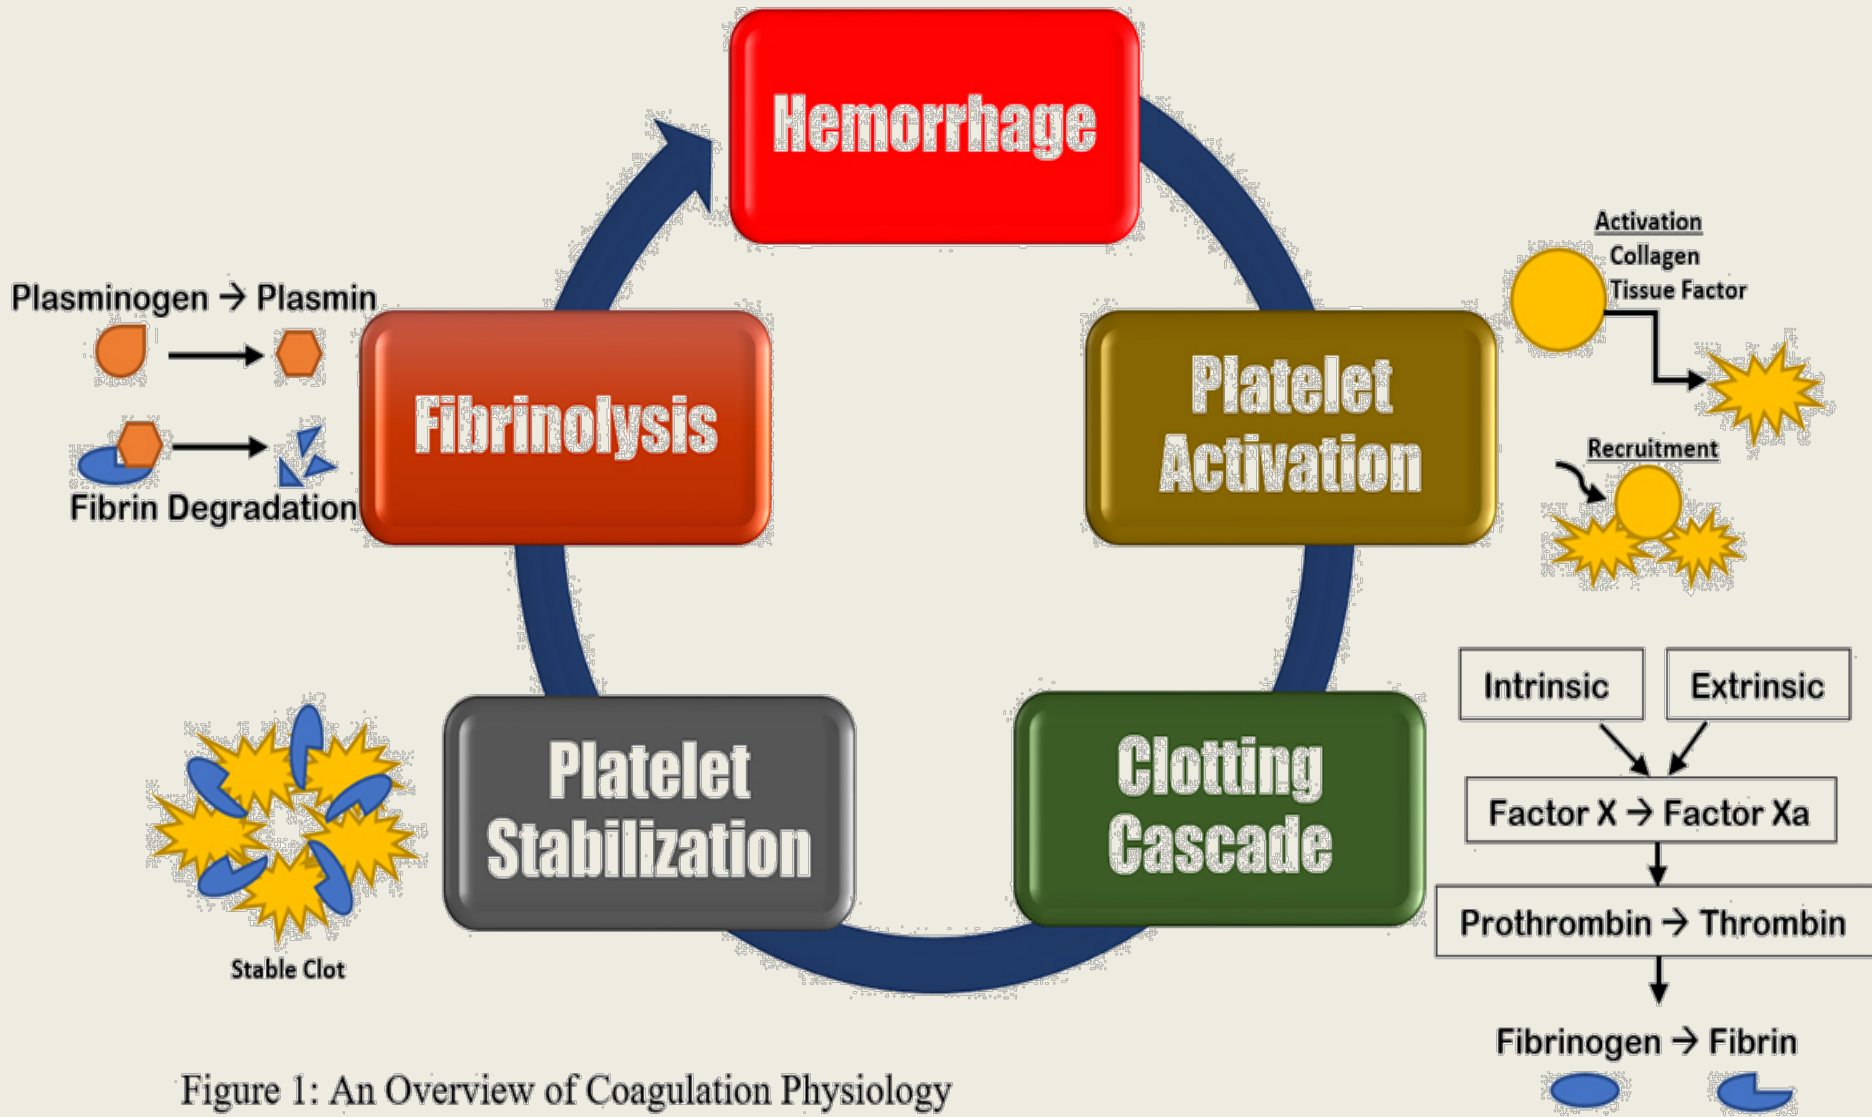 Hemorrhage
Activation
Collagen
Tissue Factor
Platelet
Activation
Recruitment
Intrinsic
Extrinsic
Factor X → Factor Xa
Prothrombin → Thrombin
Fibrinogen → Fibrin
Clotting
Cascade
Platelet
Stabilization
Stable Clot
Plasminogen → Plasmin
Fibrinolysis
Fibrin Degradation
Figure 1: An Overview of Coagulation Physiology